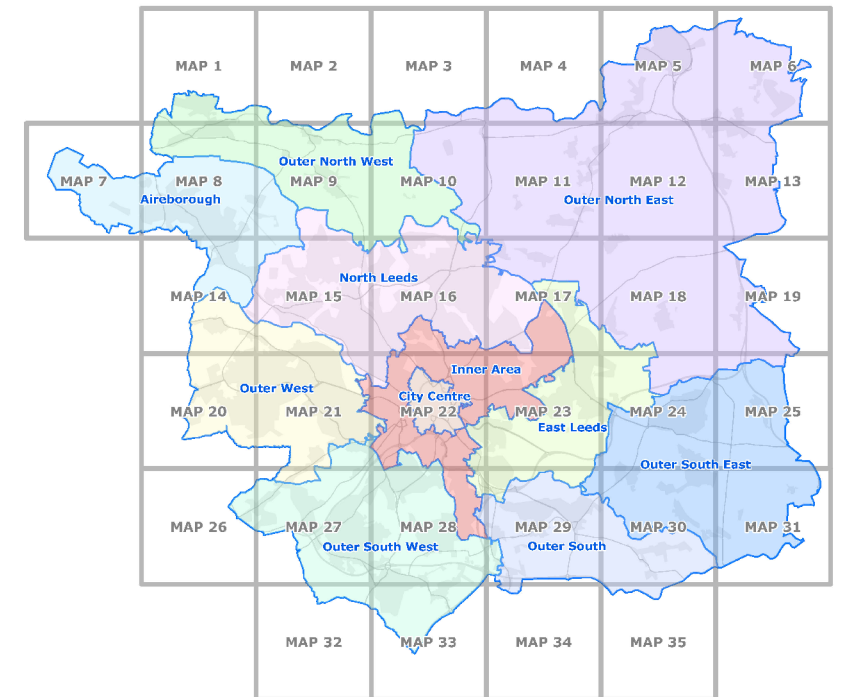 MAP 1
MAP 2
MAP 3
MAP 4
MAP 5
MAP 6
Outer North West
MAP 7
MAP 8
MAP 9
MAP 10
MAP 11
MAP 12
MAP 13
Aireborough
Outer North East
North Leeds
MAP 14
MAP 15
MAP 16
MAP 17
MAP 18
MAP 19
Inner Area
Outer West
City Centre
MAP 20
MAP 21
MAP 22
MAP 23
MAP 24
MAP 25
East Leeds
Outer South East
MAP 26
MAP 27
MAP 28
MAP 29
MAP 30
MAP 31
Outer South West
Outer South
MAP 32
MAP 33
MAP 34
MAP 35